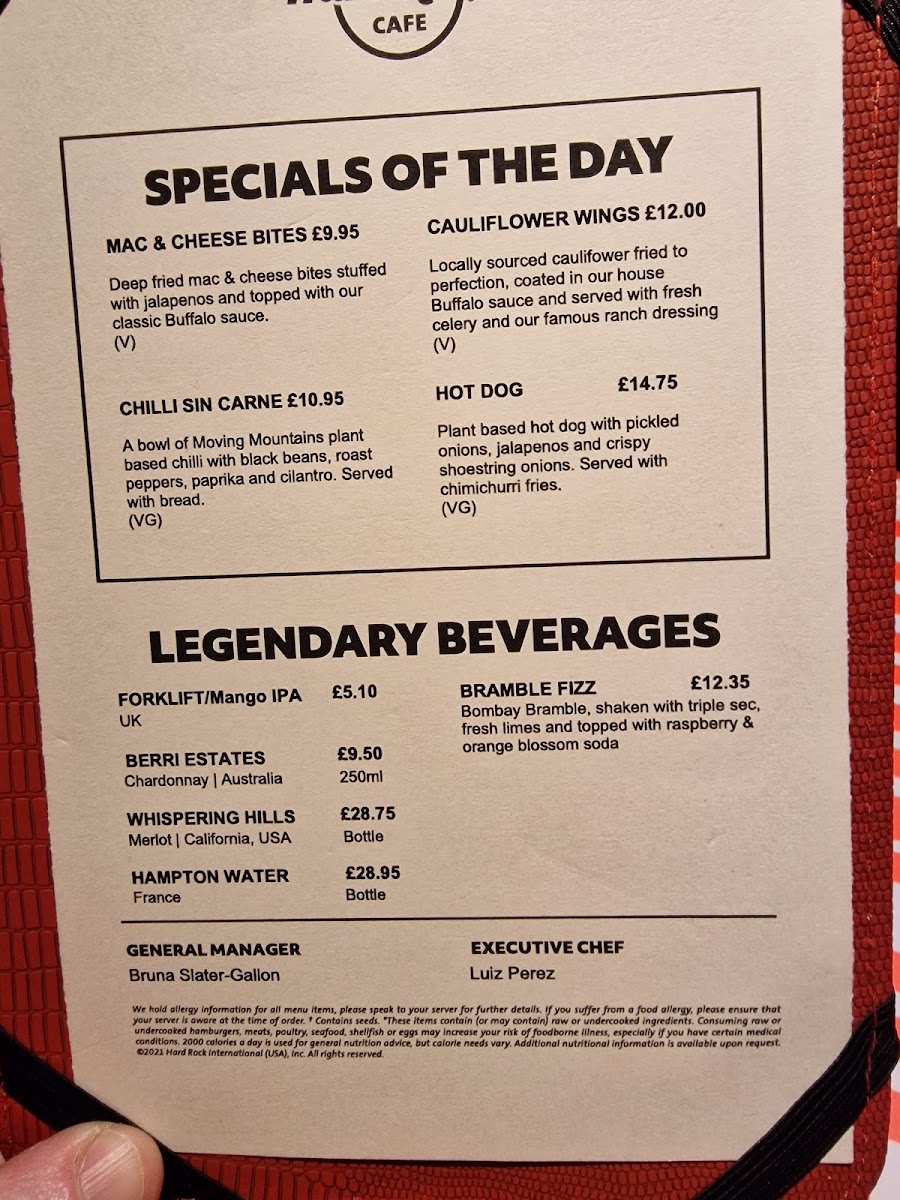 CAFE
SPECIALS OF THE DAY
MAC & CHEESE BITES £9.95
Deep fried mac & cheese bites stuffed
with jalapenos and topped with our
classic Buffalo sauce.
(V)
CAULIFLOWER WINGS £12.00
Locally sourced caulifower fried to
perfection, coated in our house
Buffalo sauce and served with fresh
celery and our famous ranch dressing
(V)
CHILLI SIN CARNE £10.95
A bowl of Moving Mountains plant
based chilli with black beans, roast
peppers, paprika and cilantro. Served
with bread.
(VG)
HOT DOG £14.75
Plant based hot dog with pickled
onions, jalapenos and crispy
shoestring onions. Served with
chimichurri fries.
(VG)
LEGENDARY BEVERAGES
FORKLIFT/Mango IPA £5.10
UK
BERRI ESTATES £9.50
Chardonnay | Australia 250ml
WHISPERING HILLS £28.75
Merlot | California, USA Bottle
HAMPTON WATER £28.95
France Bottle
BRAMBLE FIZZ £12.35
Bombay Bramble, shaken with triple sec,
fresh limes and topped with raspberry &
orange blossom soda
GENERAL MANAGER
Bruna Slater-Gallon
EXECUTIVE CHEF
Luiz Perez
We hold allergy information for all menu items, please speak to your server for further details. If you suffer from a food allergy, please ensure that
your server is aware at the time of order. † Contains seeds. *These items contain (or may contain) raw or undercooked ingredients. Consuming raw or
undercooked hamburgers, meats, poultry, seafood, shellfish or eggs may increase your risk of foodborne illness, especially if you have certain medical
conditions. 2000 calories a day is used for general nutrition advice, but calorie needs vary. Additional nutritional information is available upon request.
©2021 Hard Rock International (USA), Inc. All rights reserved.